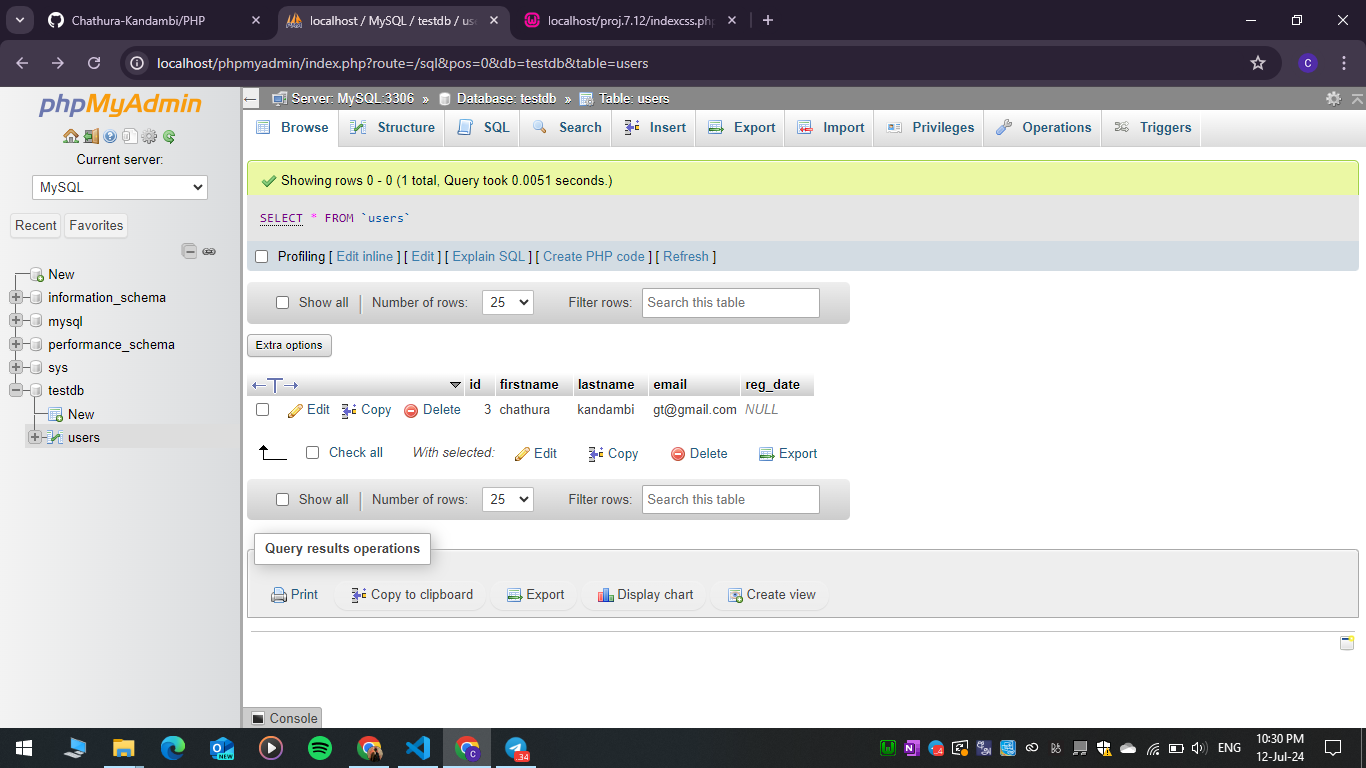 Chathura-Kandambi/PHP
localhost / MySQL / testdb / use
localhost/proj.7.12/indexcss.php
localhost/phpmyadmin/index.php?route=/sql&pos=0&db=testdb&table=users
C
phpMyAdmin
Current server:
MySQL
Recent
Favorites
New
information_schema
mysql
performance_schema
sys
testdb
New
users
Server: MySQL:3306 » Database: testdb » Table: users
Browse Structure SQL Search Insert Export Import Privileges Operations Triggers
Showing rows 0 - 0 (1 total, Query took 0.0051 seconds.)
SELECT * FROM `users`
Profiling [ Edit inline ] [ Edit ] [ Explain SQL ] [ Create PHP code ] [ Refresh ]
Show all Number of rows: 25 Filter rows: Search this table
Extra options
id firstname lastname email reg_date
Edit Copy Delete 3 chathura kandambi gt@gmail.com NULL
Check all With selected: Edit Copy Delete Export
Show all Number of rows: 25 Filter rows: Search this table
Query results operations
Print Copy to clipboard Export Display chart Create view
Console
NEW
C
34
ENG
10:30 PM
12-Jul-24